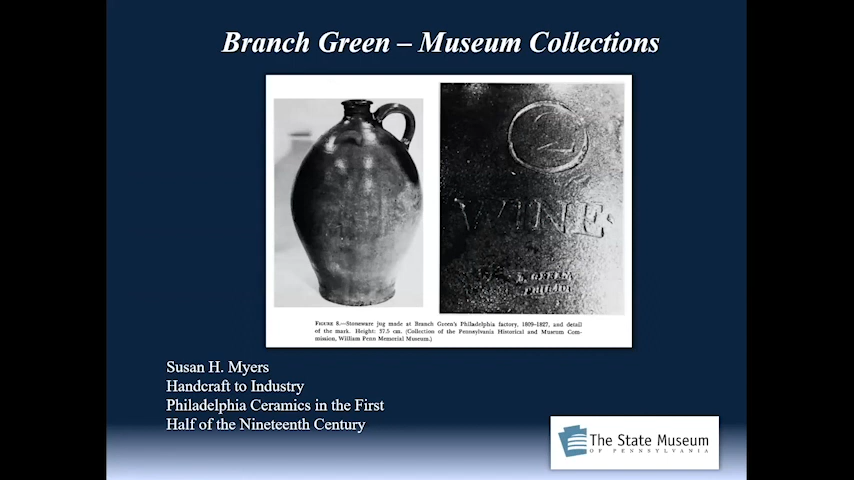 Branch Green – Museum Collections
2
WINE
B. GREEN
PHILAD
FIGURE 8.—Stoneware jug made at Branch Green's Philadelphia factory, 1809–1827, and detail
of the mark. Height: 37.5 cm. (Collection of the Pennsylvania Historical and Museum Com-
mission, William Penn Memorial Museum.)
Susan H. Myers
Handcraft to Industry
Philadelphia Ceramics in the First
Half of the Nineteenth Century
The State Museum
OF PENNSYLVANIA